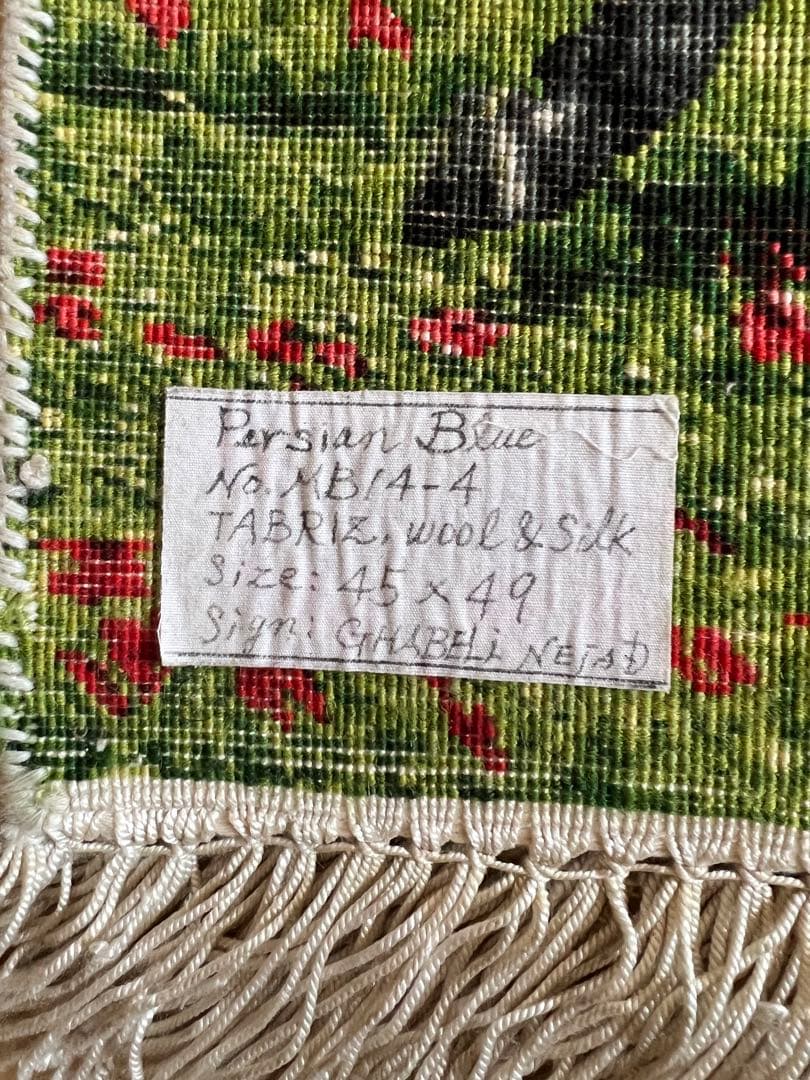 Persian Blue
No. MB14-4
TABRIZ. wool & Silk
Size: 45 x 49
Sign: GHABELi NEJAD